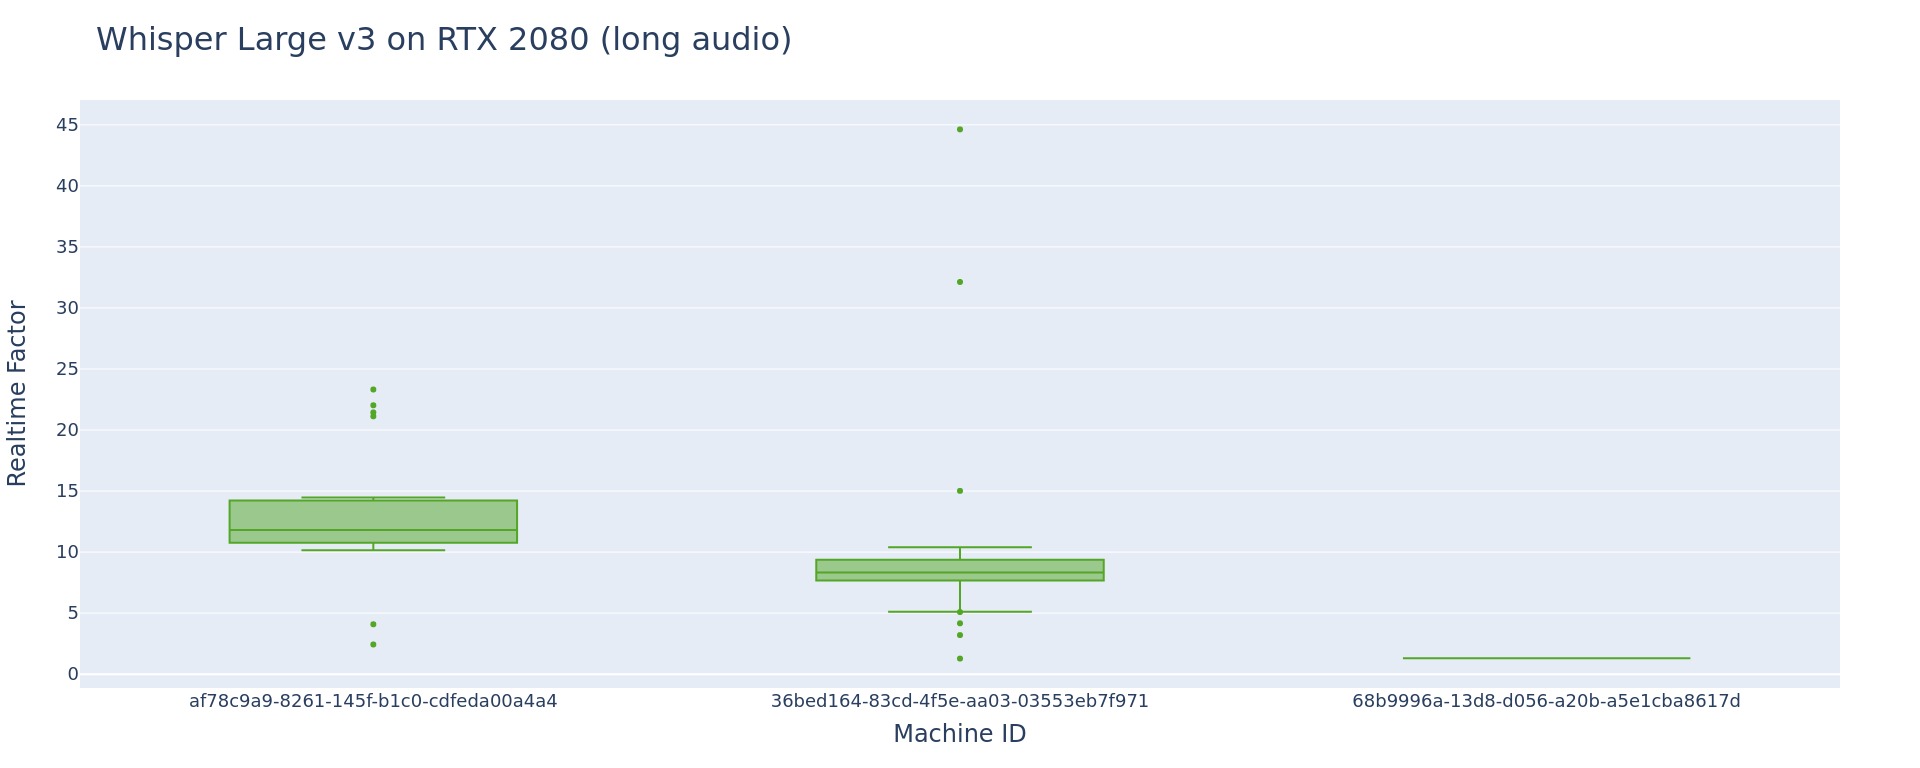 Whisper Large v3 on RTX 2080 (long audio)
Realtime Factor
45
40
35
30
25
20
15
10
5
0
af78c9a9-8261-145f-b1c0-cdfeda00a4a4 36bed164-83cd-4f5e-aa03-03553eb7f971 68b9996a-13d8-d056-a20b-a5e1cba8617d
Machine ID